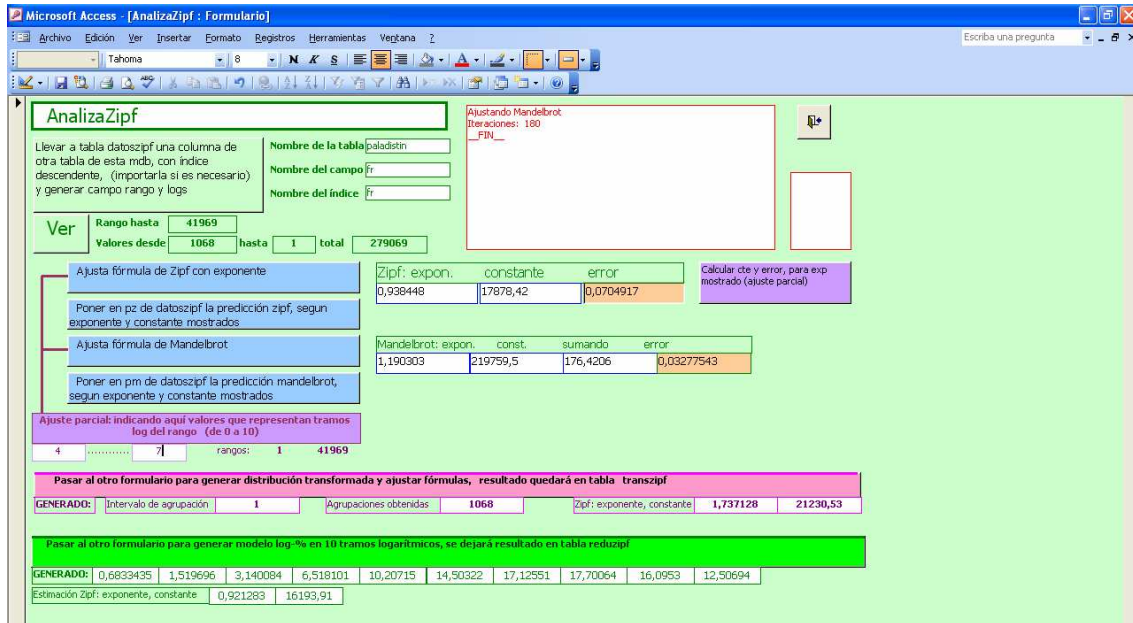 Microsoft Access - [AnalizaZipf : Formulario]
Archivo Edición Ver Insertar Formato Registros Herramientas Ventana ?
Escriba una pregunta
Tahoma 8 N K S
AnalizaZipf
Ajustando Mandelbrot
Iteraciones: 180
__FIN__
Llevar a tabla datoszipf una columna de
otra tabla de esta mdb, con índice
descendente, (importarla si es necesario)
y generar campo rango y logs
Nombre de la tabla paladistin
Nombre del campo fr
Nombre del índice fr
Ver
Rango hasta 41969
Valores desde 1068 hasta 1 total 279069
Ajusta fórmula de Zipf con exponente
Zipf: expon. constante error
0,938448 17878,42 0,0704917
Calcular cte y error, para exp
mostrado (ajuste parcial)
Poner en pz de datoszipf la predicción zipf, segun
exponente y constante mostrados
Ajusta fórmula de Mandelbrot
Mandelbrot: expon. const. sumando error
1,190303 219759,5 176,4206 0,03277543
Poner en pm de datoszipf la predicción mandelbrot,
segun exponente y constante mostrados
Ajuste parcial: indicando aquí valores que representan tramos
log del rango (de 0 a 10)
4 ............ 7 rangos: 1 41969
Pasar al otro formulario para generar distribución transformada y ajustar fórmulas, resultado quedará en tabla transzipf
GENERADO: Intervalo de agrupación 1 Agrupaciones obtenidas 1068 Zipf: exponente, constante 1,737128 21230,53
Pasar al otro formulario para generar modelo log-% en 10 tramos logarítmicos, se dejará resultado en tabla reduzipf
GENERADO: 0,6833435 1,519696 3,140084 6,518101 10,20715 14,50322 17,12551 17,70064 16,0953 12,50694
Estimación Zipf: exponente, constante 0,921283 16193,91